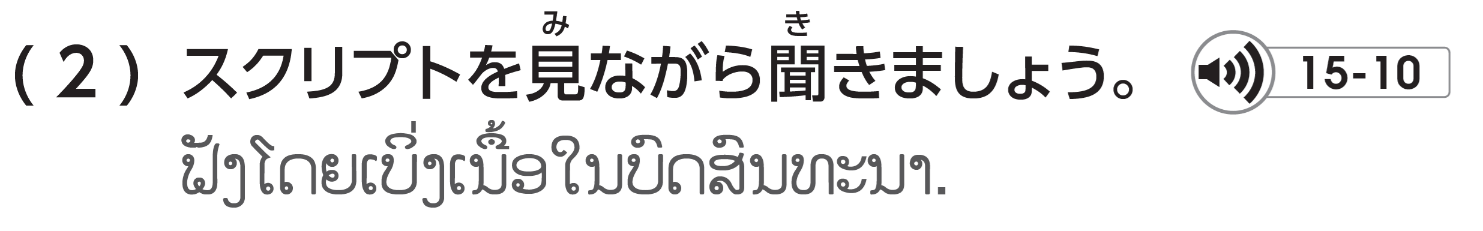 み き
(2) スクリプトを見ながら聞きましょう。 15-10
ຟັງໂດຍເບິ່ງເນື້ອໃນບົດສົນທະນາ.